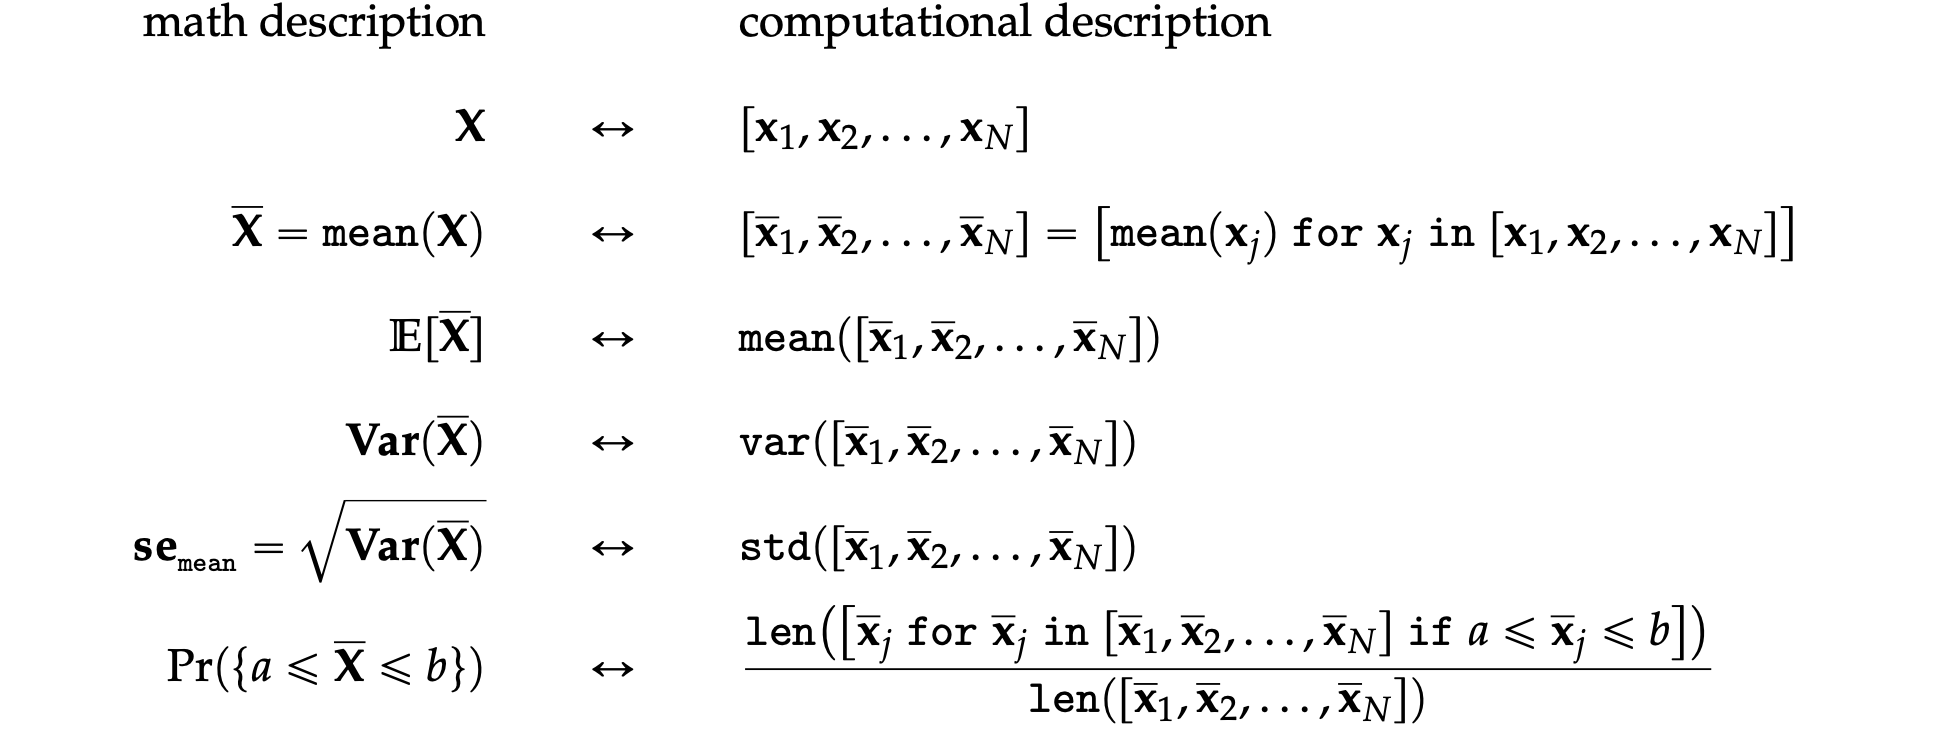 math description computational description
𝐗 ↔ [𝐱₁, 𝐱₂, . . . , 𝐱_N]
𝐗̅ = mean(𝐗) ↔ [𝐱̅₁, 𝐱̅₂, . . . , 𝐱̅_N] = [mean(𝐱_j) for 𝐱_j in [𝐱₁, 𝐱₂, . . . , 𝐱_N]]
𝔼[𝐗̅] ↔ mean([𝐱̅₁, 𝐱̅₂, . . . , 𝐱̅_N])
Var(𝐗̅) ↔ var([𝐱̅₁, 𝐱̅₂, . . . , 𝐱̅_N])
se_mean = √Var(𝐗̅) ↔ std([𝐱̅₁, 𝐱̅₂, . . . , 𝐱̅_N])
Pr({a ⩽ 𝐗̅ ⩽ b}) ↔ len([𝐱̅_j for 𝐱̅_j in [𝐱̅₁, 𝐱̅₂, . . . , 𝐱̅_N] if a ⩽ 𝐱̅_j ⩽ b])
len([𝐱̅₁, 𝐱̅₂, . . . , 𝐱̅_N])